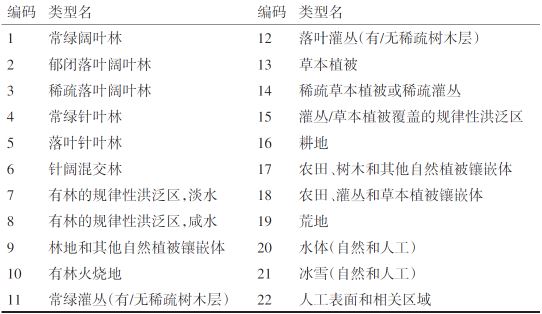 编码 类型名 编码 类型名
1 常绿阔叶林 12 落叶灌丛(有/无稀疏树木层)
2 郁闭落叶阔叶林 13 草本植被
3 稀疏落叶阔叶林 14 稀疏草本植被或稀疏灌丛
4 常绿针叶林 15 灌丛/草本植被覆盖的规律性洪泛区
5 落叶针叶林 16 耕地
6 针阔混交林 17 农田、树木和其他自然植被镶嵌体
7 有林的规律性洪泛区,淡水 18 农田、灌丛和草本植被镶嵌体
8 有林的规律性洪泛区,咸水 19 荒地
9 林地和其他自然植被镶嵌体 20 水体(自然和人工)
10 有林火烧地 21 冰雪(自然和人工)
11 常绿灌丛(有/无稀疏树木层) 22 人工表面和相关区域